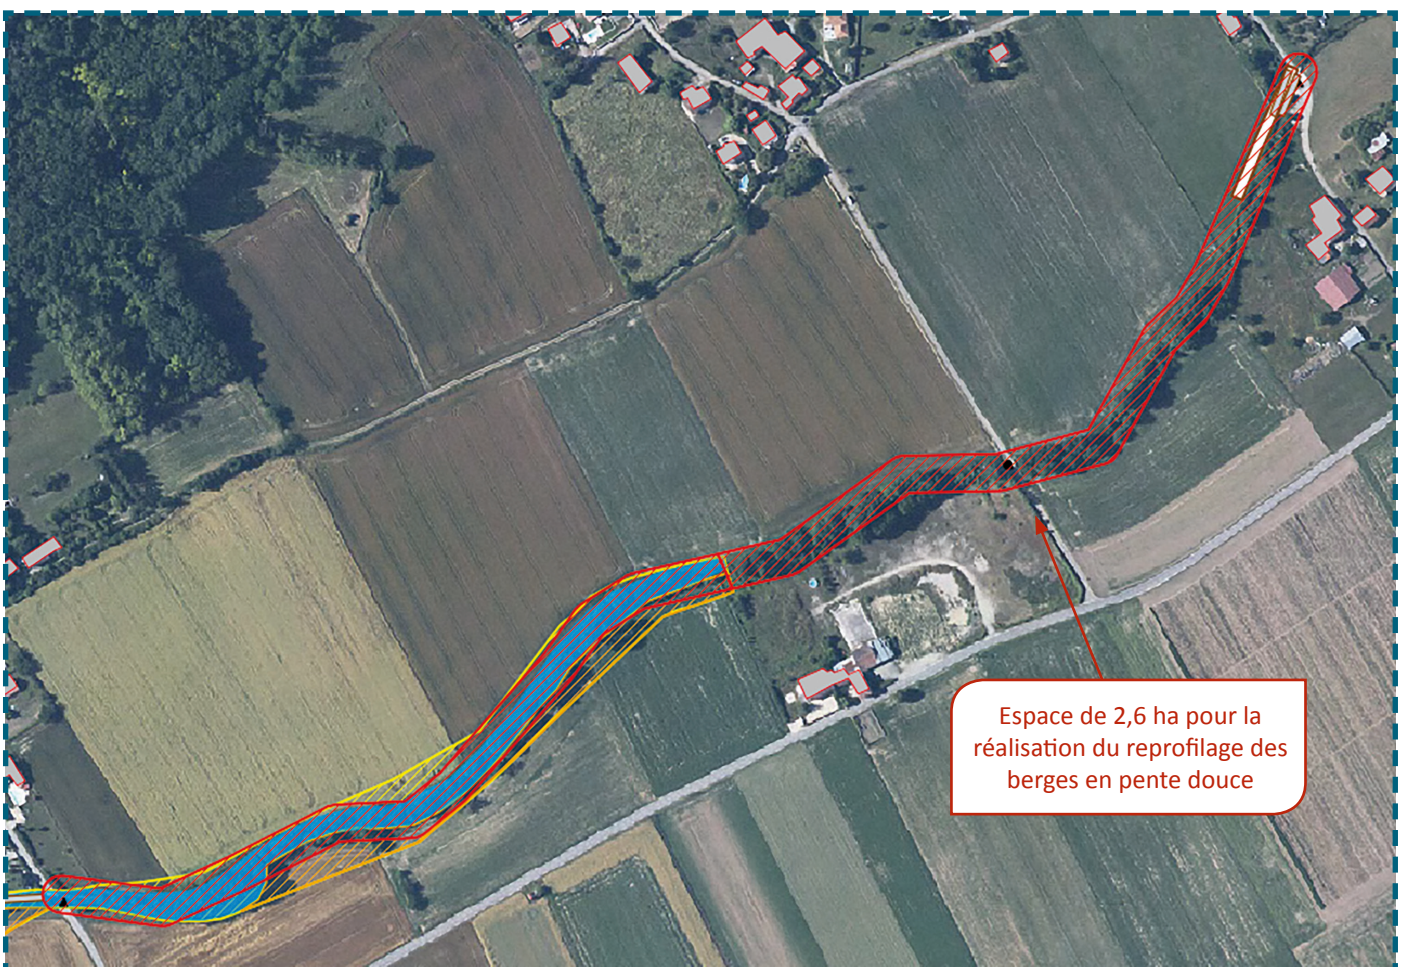 Espace de 2,6 ha pour la
réalisation du reprofilage des
berges en pente douce